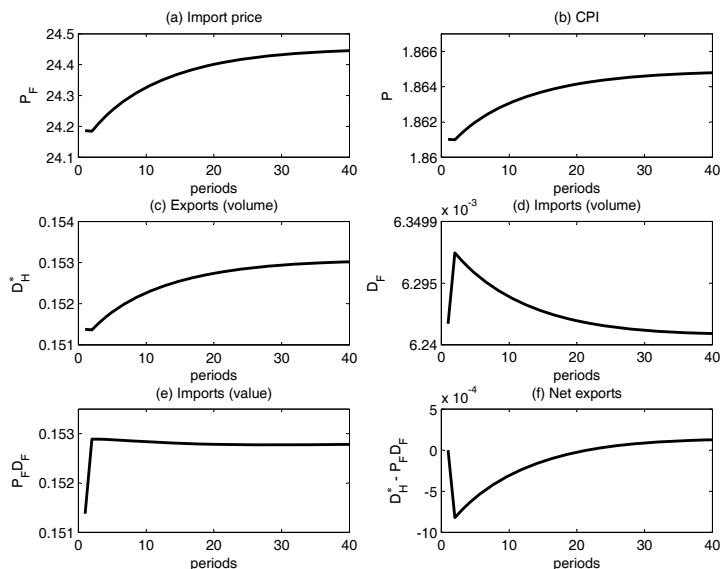 (a) Import price
24.5
24.4
24.3
24.2
24.1
P_F
0 10 20 30 40
periods
(b) CPI
1.866
1.864
1.862
1.86
P
0 10 20 30 40
periods
(c) Exports (volume)
0.154
0.153
0.152
0.151
D*_H
0 10 20 30 40
periods
(d) Imports (volume)
x 10^-3
6.3499
6.295
6.24
D_F
0 10 20 30 40
periods
(e) Imports (value)
0.153
0.152
0.151
P_F D_F
0 10 20 30 40
periods
(f) Net exports
x 10^-4
5
0
-5
-10
D*_H - P_F D_F
0 10 20 30 40
periods